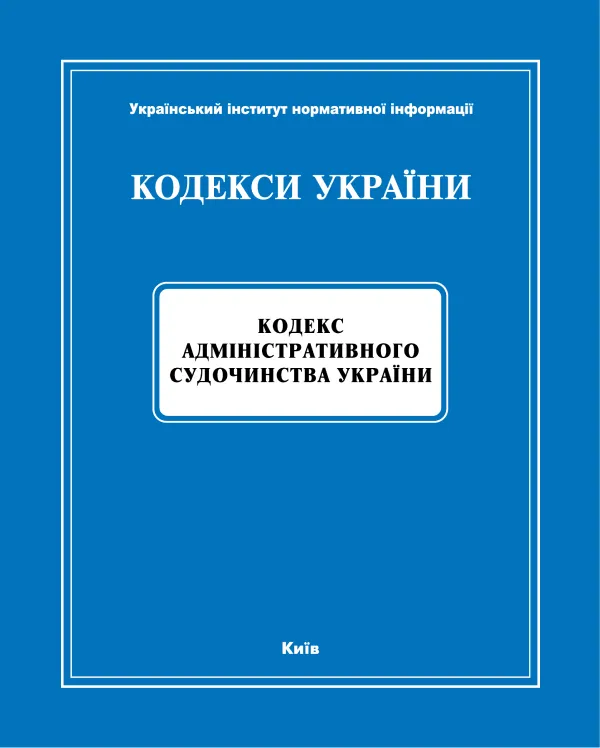 Український інститут нормативної інформації
КОДЕКСИ УКРАЇНИ
КОДЕКС
АДМІНІСТРАТИВНОГО
СУДОЧИНСТВА УКРАЇНИ
Київ